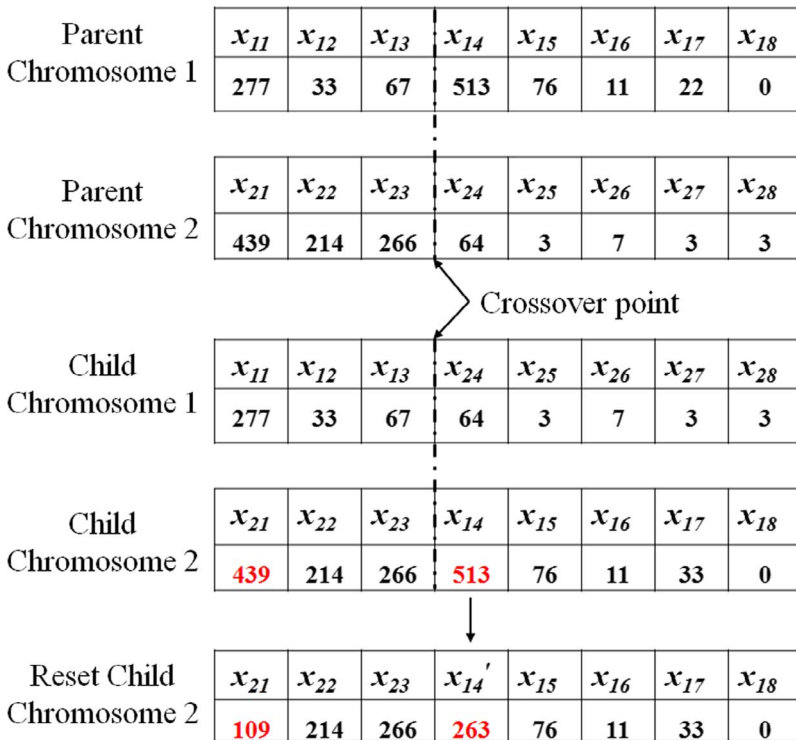 Parent
Chromosome 1
x11 x12 x13 x14 x15 x16 x17 x18
277 33 67 513 76 11 22 0
Parent
Chromosome 2
x21 x22 x23 x24 x25 x26 x27 x28
439 214 266 64 3 7 3 3
Crossover point
Child
Chromosome 1
x11 x12 x13 x24 x25 x26 x27 x28
277 33 67 64 3 7 3 3
Child
Chromosome 2
x21 x22 x23 x14 x15 x16 x17 x18
439 214 266 513 76 11 33 0
Reset Child
Chromosome 2
x21 x22 x23 x14' x15 x16 x17 x18
109 214 266 263 76 11 33 0